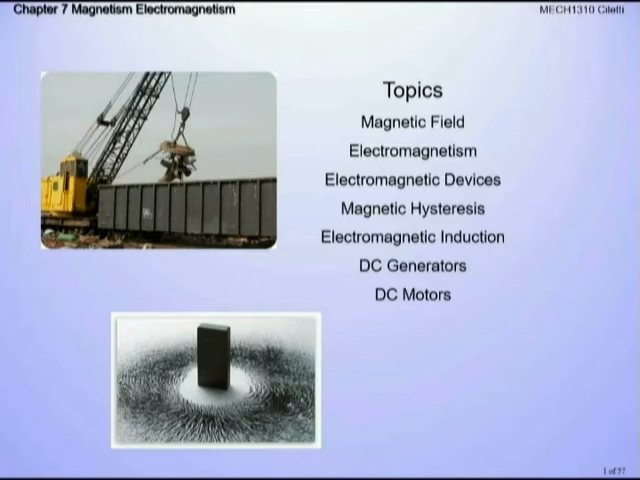 Chapter 7 Magnetism Electromagnetism
MECH1310 Ciletti
Topics
Magnetic Field
Electromagnetism
Electromagnetic Devices
Magnetic Hysteresis
Electromagnetic Induction
DC Generators
DC Motors
1 of 57